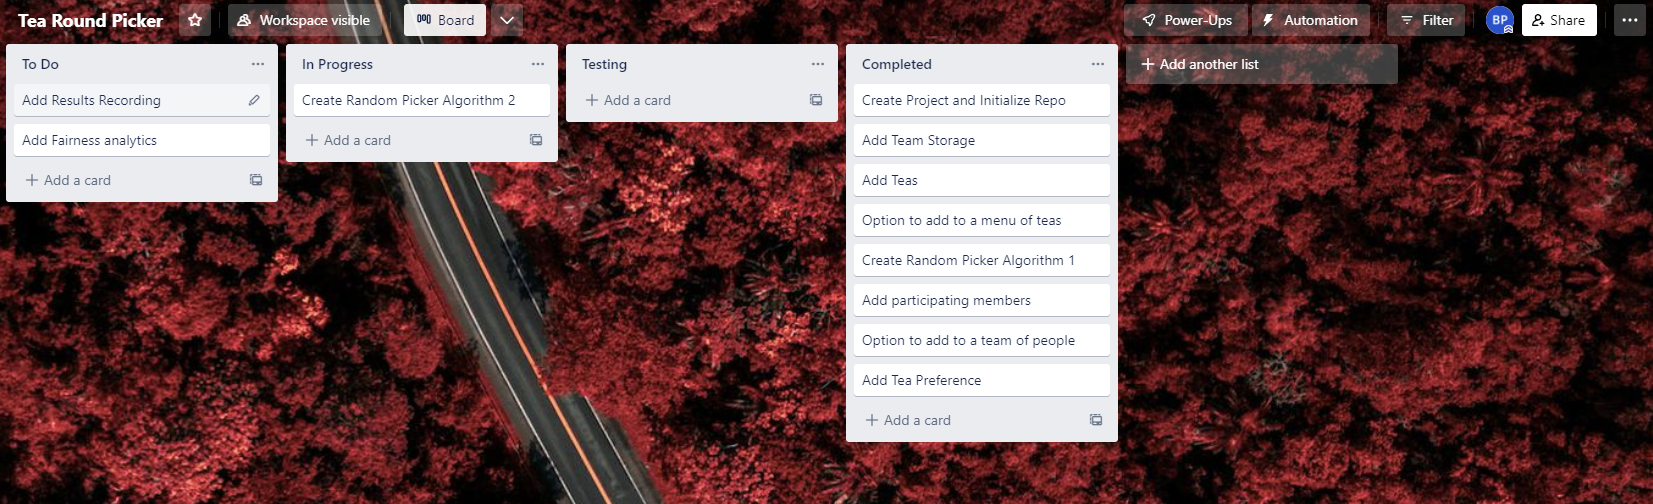 Tea Round Picker
Workspace visible
Board
Power-Ups
Automation
Filter
BP
Share
To Do
Add Results Recording
Add Fairness analytics
Add a card
In Progress
Create Random Picker Algorithm 2
Add a card
Testing
Add a card
Completed
Create Project and Initialize Repo
Add Team Storage
Add Teas
Option to add to a menu of teas
Create Random Picker Algorithm 1
Add participating members
Option to add to a team of people
Add Tea Preference
Add a card
Add another list